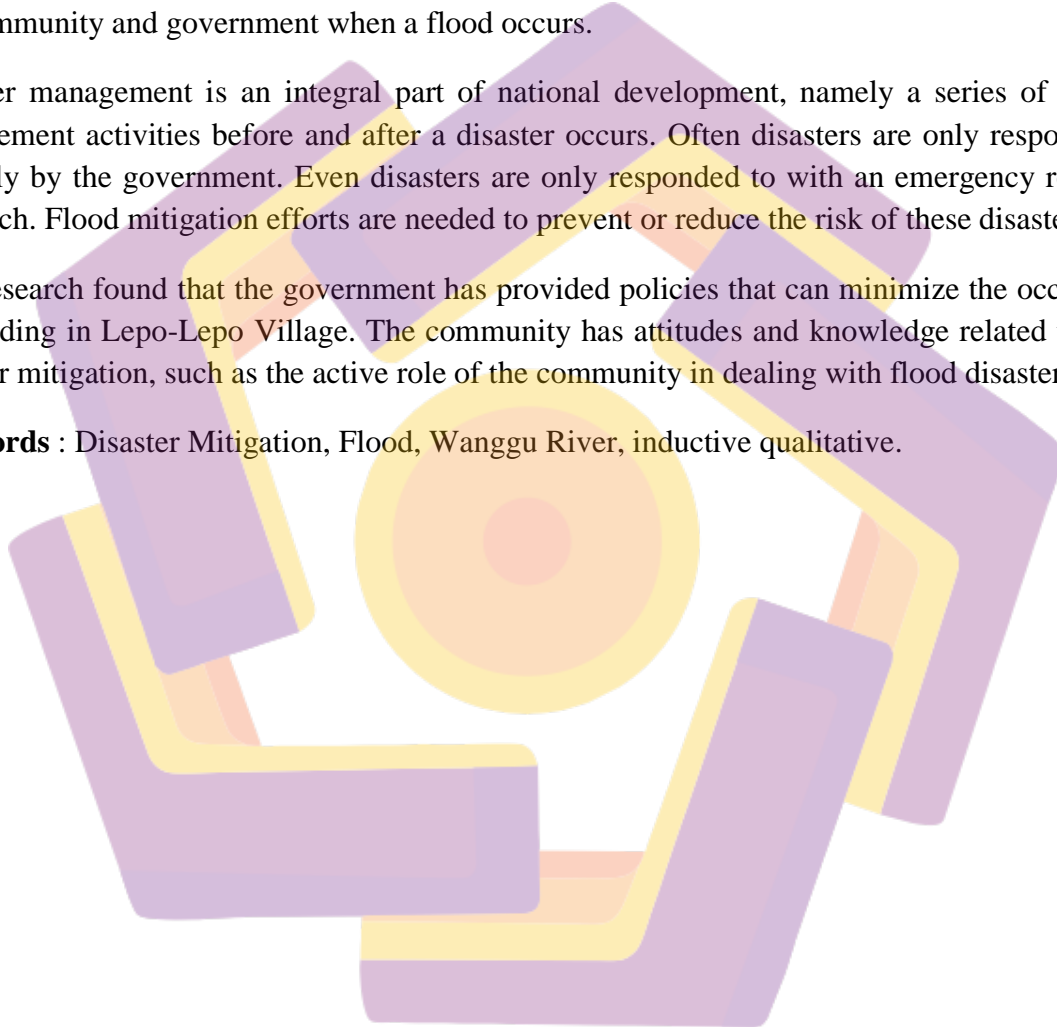 mmunity and government when a flood occurs.
er management is an integral part of national development, namely a series of
ement activities before and after a disaster occurs. Often disasters are only respo
ly by the government. Even disasters are only responded to with an emergency r
ch. Flood mitigation efforts are needed to prevent or reduce the risk of these disaste
esearch found that the government has provided policies that can minimize the occ
ding in Lepo-Lepo Village. The community has attitudes and knowledge related
r mitigation, such as the active role of the community in dealing with flood disaster
ords : Disaster Mitigation, Flood, Wanggu River, inductive qualitative.